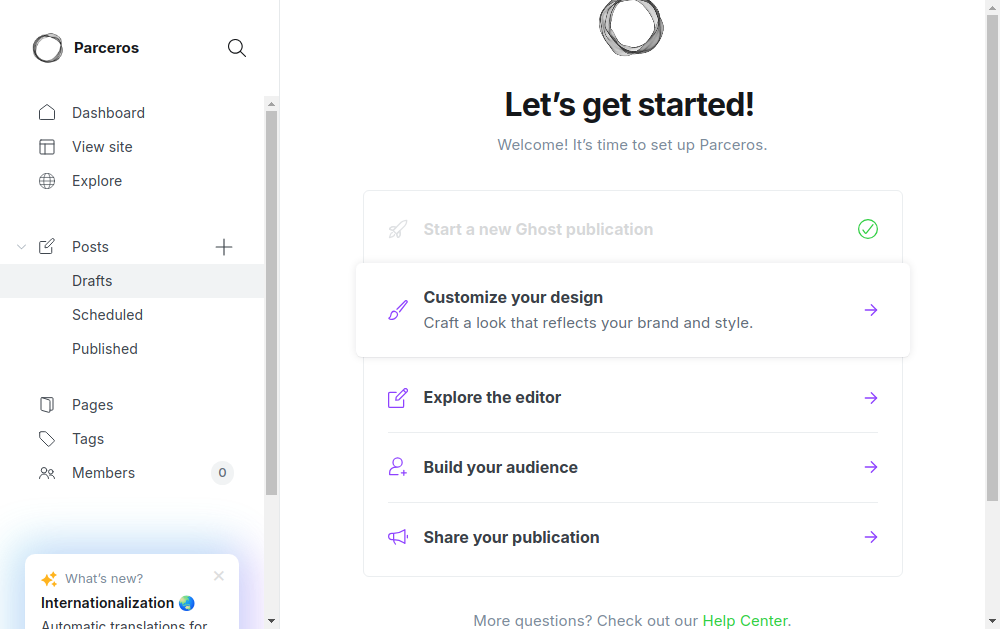 Parceros
Dashboard
View site
Explore
Posts
Drafts
Scheduled
Published
Pages
Tags
Members
0
What's new?
Internationalization 🌏
Automatic translations for
Let's get started!
Welcome! It's time to set up Parceros.
Start a new Ghost publication
Customize your design
Craft a look that reflects your brand and style.
Explore the editor
Build your audience
Share your publication
More questions? Check out our Help Center.